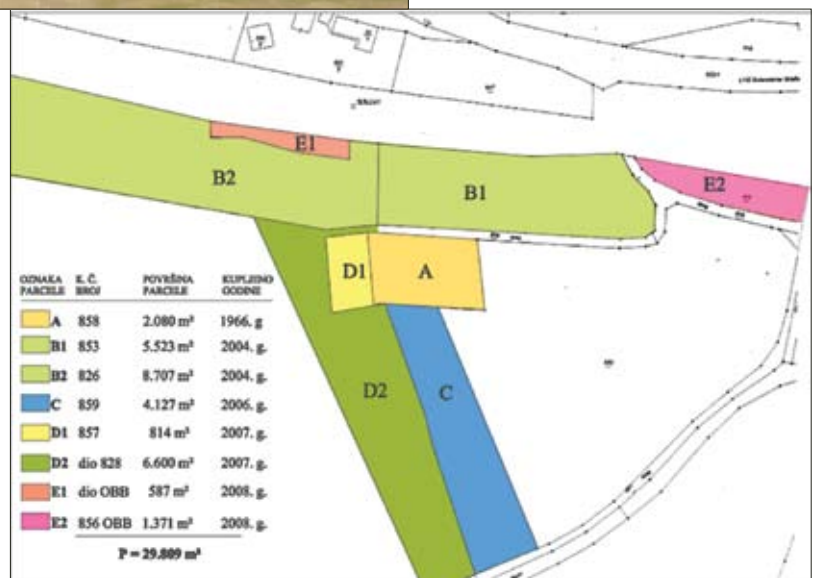 E1
B2
B1
E2
D1
A
D2
C
OZNAKA PARCELE K. Č. BROJ POVRŠINA PARCELE KUPLJENO GODINE
A 858 2.080 m² 1966. g
B1 853 5.523 m² 2004. g.
B2 826 8.707 m² 2004. g.
C 859 4.127 m² 2006. g.
D1 857 814 m² 2007. g.
D2 dio 828 6.600 m² 2007. g.
E1 dio OBB 587 m² 2008. g.
E2 856 OBB 1.371 m² 2008. g.
P = 29.809 m²